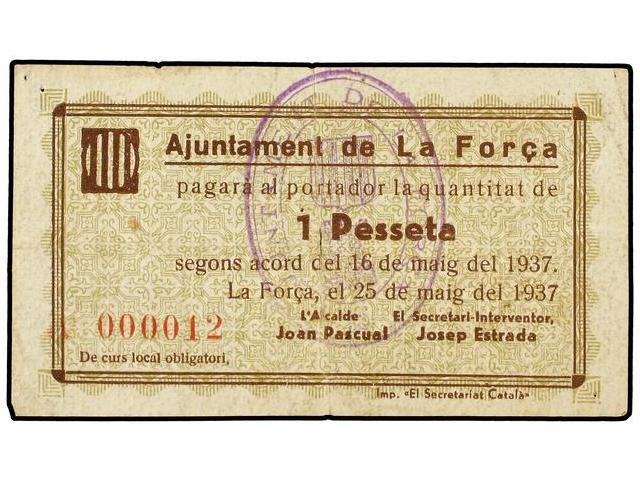 Ajuntament de La Força
pagarà al portador la quantitat de
1 Pesseta
segons acord del 16 de maig del 1937.
La Força, el 25 de maig del 1937
L'Alcalde El Secretari-Interventor,
Joan Pascual Josep Estrada
000012
De curs local obligatori,
Imp. «El Secretariat Català»